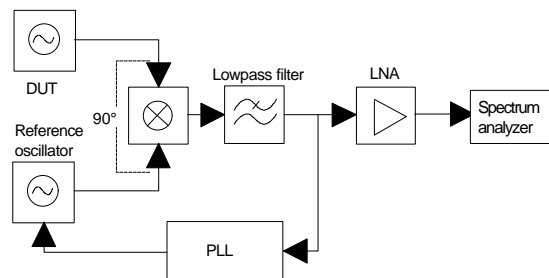 DUT
90°
Lowpass filter
LNA
Spectrum
analyzer
Reference
oscillator
PLL